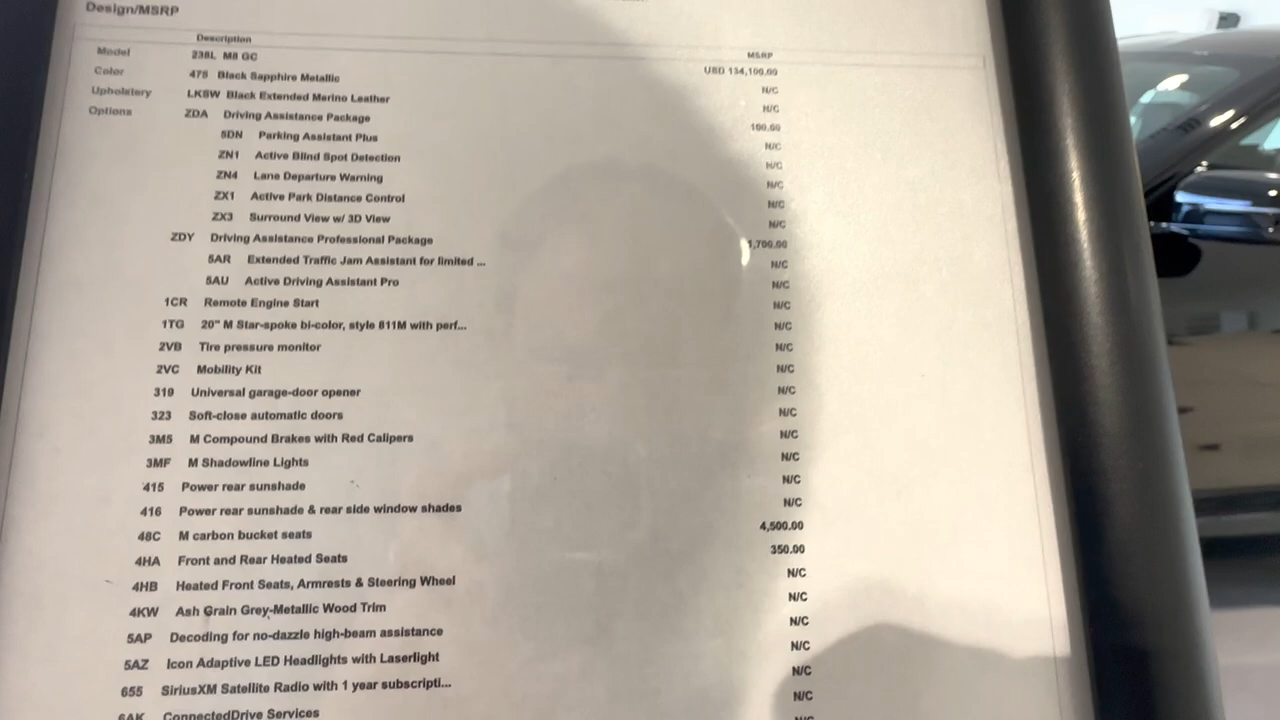 Design/MSRP
Description MSRP
Model 238L M8 GC USD 134,100.00
Color 475 Black Sapphire Metallic N/C
Upholstery LKSW Black Extended Merino Leather N/C
Options ZDA Driving Assistance Package 100.00
5DN Parking Assistant Plus N/C
ZN1 Active Blind Spot Detection N/C
ZN4 Lane Departure Warning N/C
ZX1 Active Park Distance Control N/C
ZX3 Surround View w/ 3D View N/C
ZDY Driving Assistance Professional Package 1,700.00
5AR Extended Traffic Jam Assistant for limited ... N/C
5AU Active Driving Assistant Pro N/C
1CR Remote Engine Start N/C
1TG 20" M Star-spoke bi-color, style 811M with perf... N/C
2VB Tire pressure monitor N/C
2VC Mobility Kit N/C
319 Universal garage-door opener N/C
323 Soft-close automatic doors N/C
3M5 M Compound Brakes with Red Calipers N/C
3MF M Shadowline Lights N/C
415 Power rear sunshade N/C
416 Power rear sunshade & rear side window shades N/C
48C M carbon bucket seats 4,500.00
4HA Front and Rear Heated Seats 350.00
4HB Heated Front Seats, Armrests & Steering Wheel N/C
4KW Ash Grain Grey-Metallic Wood Trim N/C
5AP Decoding for no-dazzle high-beam assistance N/C
5AZ Icon Adaptive LED Headlights with Laserlight N/C
655 SiriusXM Satellite Radio with 1 year subscripti... N/C
6AK ConnectedDrive Services N/C